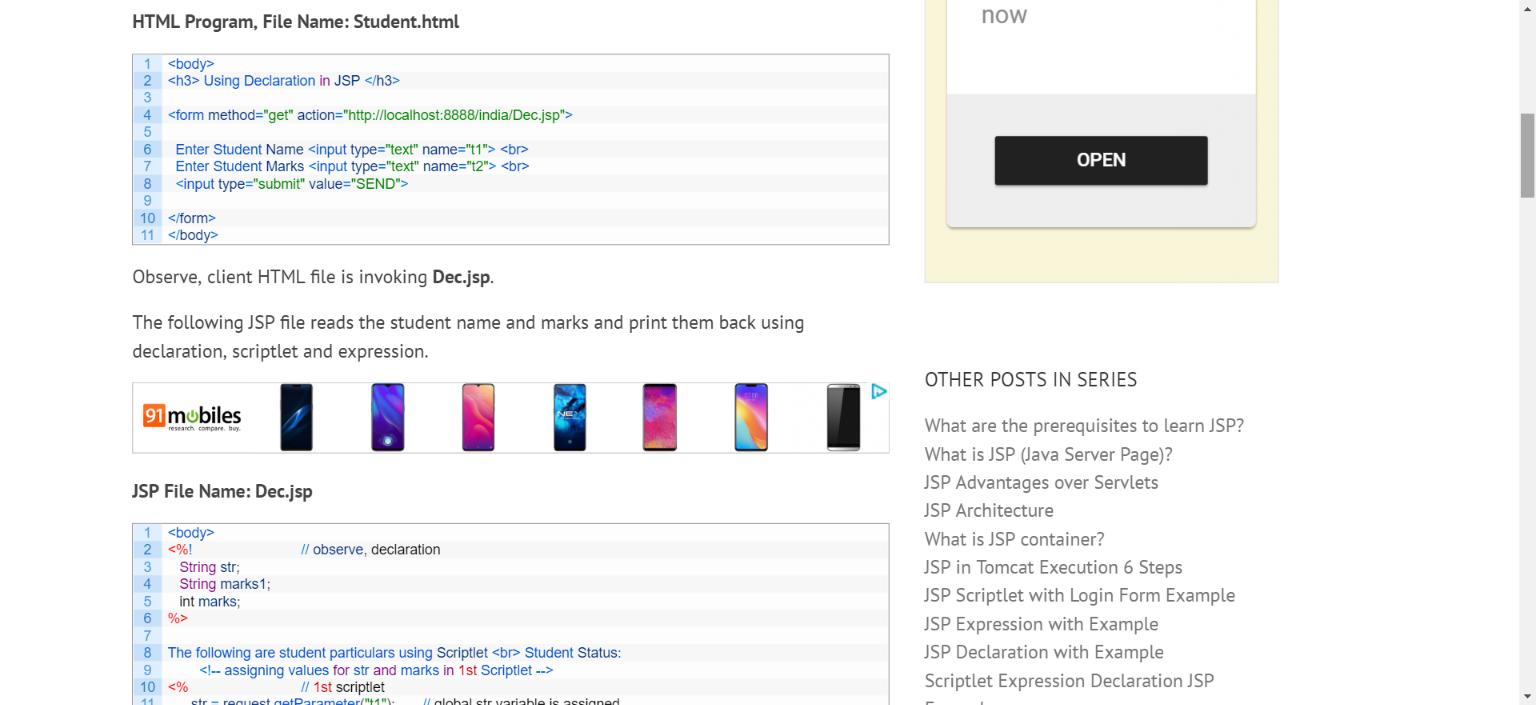 HTML Program, File Name: Student.html
1 <body>
2 <h3> Using Declaration in JSP </h3>
3
4 <form method="get" action="http://localhost:8888/india/Dec.jsp">
5
6 Enter Student Name <input type="text" name="t1"> <br>
7 Enter Student Marks <input type="text" name="t2"> <br>
8 <input type="submit" value="SEND">
9
10 </form>
11 </body>
Observe, client HTML file is invoking Dec.jsp.
The following JSP file reads the student name and marks and print them back using
declaration, scriptlet and expression.
91mobiles
research. compare. buy.
JSP File Name: Dec.jsp
1 <body>
2 <%! // observe, declaration
3 String str;
4 String marks1;
5 int marks;
6 %>
7
8 The following are student particulars using Scriptlet <br> Student Status:
9 <!-- assigning values for str and marks in 1st Scriptlet -->
10 <% // 1st scriptlet
11 str = request.getParameter("t1"); // global str variable is assigned
now
OPEN
OTHER POSTS IN SERIES
What are the prerequisites to learn JSP?
What is JSP (Java Server Page)?
JSP Advantages over Servlets
JSP Architecture
What is JSP container?
JSP in Tomcat Execution 6 Steps
JSP Scriptlet with Login Form Example
JSP Expression with Example
JSP Declaration with Example
Scriptlet Expression Declaration JSP